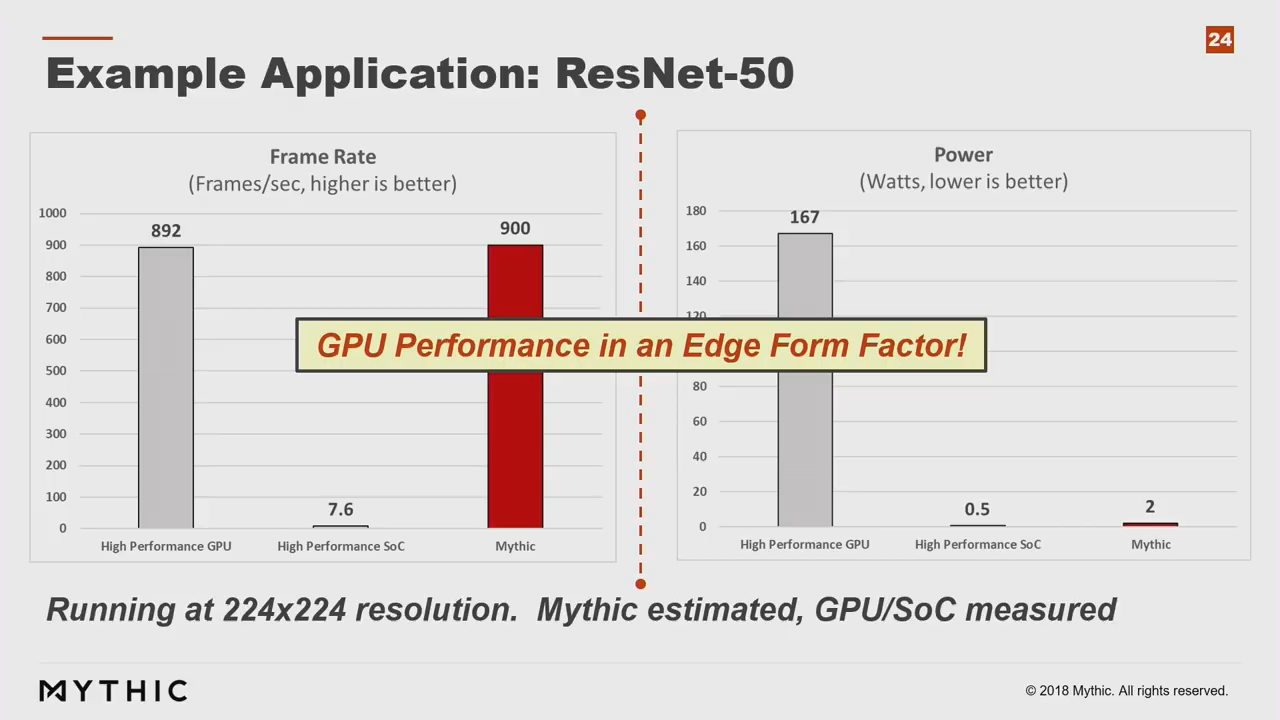 24
Example Application: ResNet-50
Frame Rate
(Frames/sec, higher is better)
1000
900
800
700
600
500
400
300
200
100
0
892
7.6
900
High Performance GPU
High Performance SoC
Mythic
Power
(Watts, lower is better)
180
160
140
120
80
60
40
20
0
167
0.5
2
High Performance GPU
High Performance SoC
Mythic
GPU Performance in an Edge Form Factor!
Running at 224x224 resolution. Mythic estimated, GPU/SoC measured
MYTHIC
© 2018 Mythic. All rights reserved.